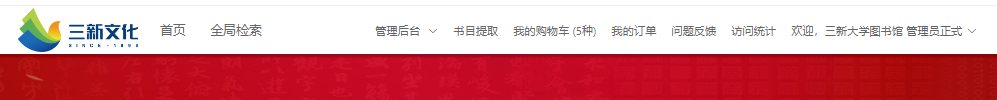 三新文化 首页 全局检索 管理后台 书目提取 我的购物车 (5种) 我的订单 问题反馈 访问统计 欢迎，三新大学图书馆 管理员正式
SINCE-1998